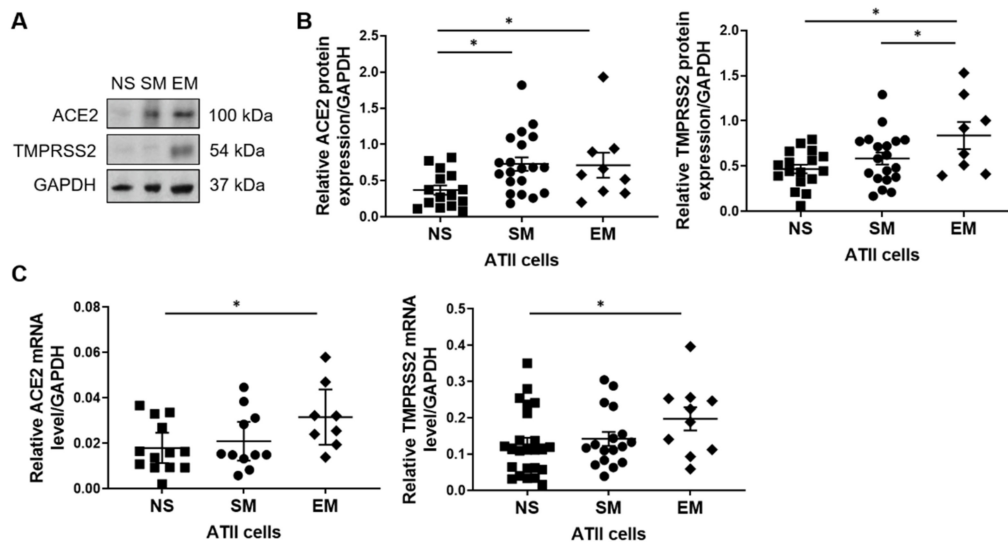 A
NS SM EM
ACE2 100 kDa
TMPRSS2 54 kDa
GAPDH 37 kDa
B
Relative ACE2 protein
expression/GAPDH
2.5
2.0
1.5
1.0
0.5
0.0
*
*
NS SM EM
ATII cells
Relative TMPRSS2 protein
expression/GAPDH
2.0
1.5
1.0
0.5
0.0
*
*
NS SM EM
ATII cells
C
Relative ACE2 mRNA
level/GAPDH
0.08
0.06
0.04
0.02
0.00
*
NS SM EM
ATII cells
Relative TMPRSS2 mRNA
level/GAPDH
0.5
0.4
0.3
0.2
0.1
0.0
*
NS SM EM
ATII cells